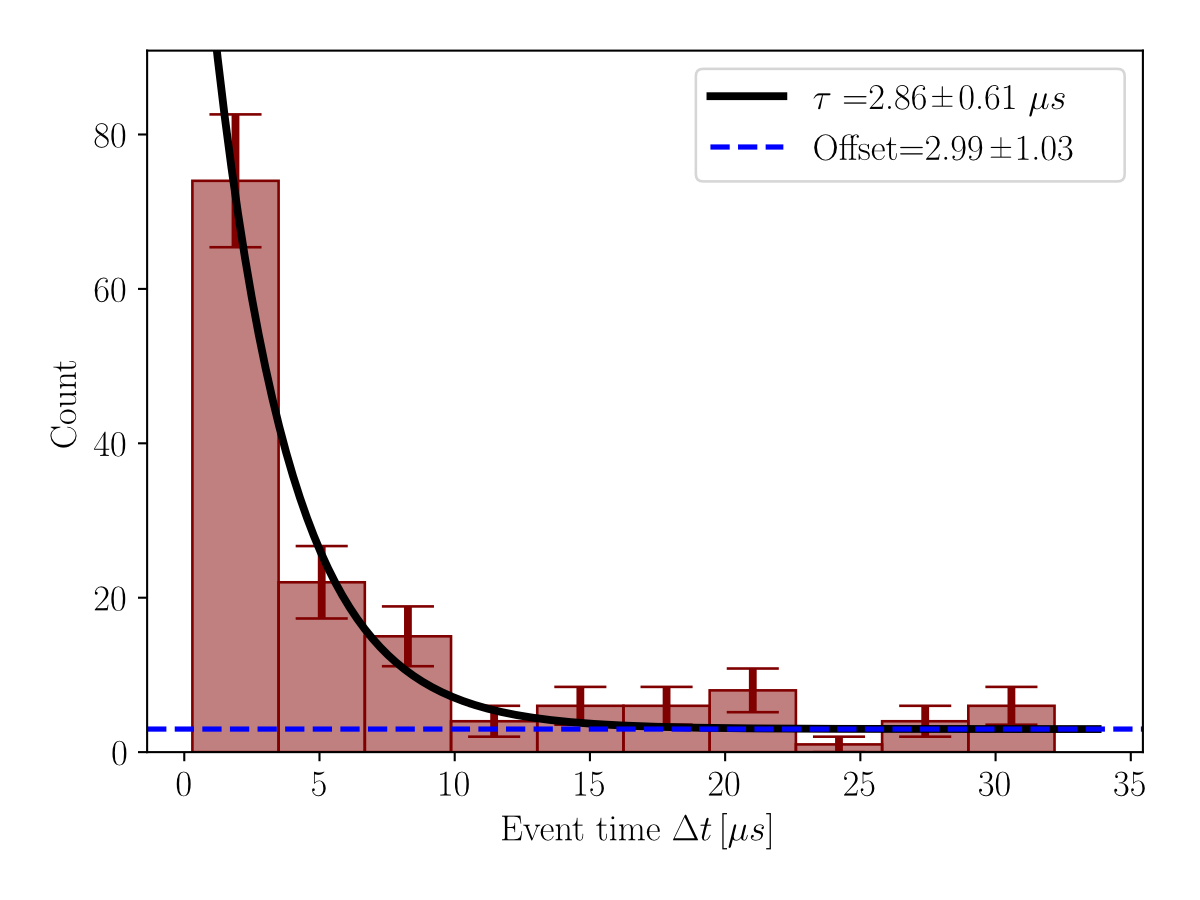 τ =2.86±0.61 μs
Offset=2.99±1.03
80
60
40
20
0
Count
0 5 10 15 20 25 30 35
Event time Δt [μs]